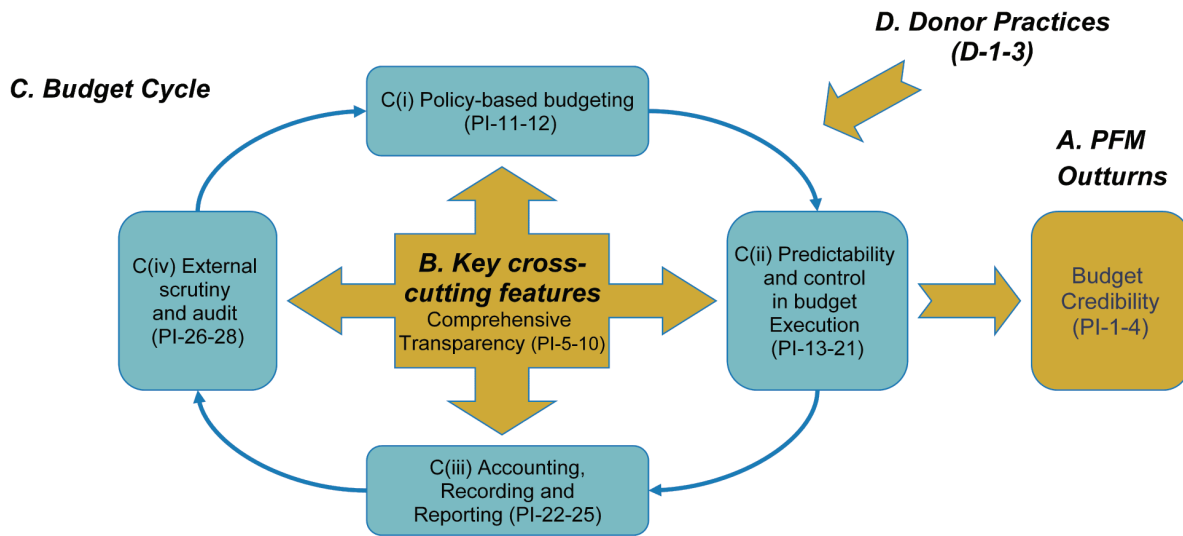 D. Donor Practices
(D-1-3)
C. Budget Cycle
C(i) Policy-based budgeting
(PI-11-12)
A. PFM
Outturns
C(iv) External
scrutiny
and audit
(PI-26-28)
B. Key cross-
cutting features
Comprehensive
Transparency (PI-5-10)
C(ii) Predictability
and control
in budget
Execution
(PI-13-21)
Budget
Credibility
(PI-1-4)
C(iii) Accounting,
Recording and
Reporting (PI-22-25)